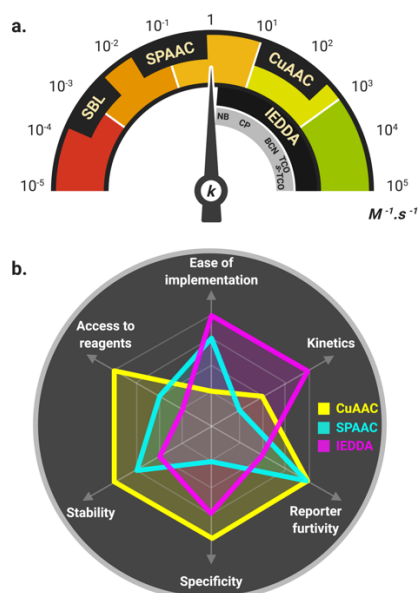 a.
10⁻⁵
10⁻⁴
10⁻³
10⁻²
10⁻¹
1
10¹
10²
10³
10⁴
10⁵
M⁻¹.s⁻¹
SBL
SPAAC
CuAAC
IEDDA
NB
CP
BCN
TCO
s-TCO
k
b.
Ease of
implementation
Access to
reagents
Kinetics
CuAAC
SPAAC
IEDDA
Stability
Reporter
furtivity
Specificity